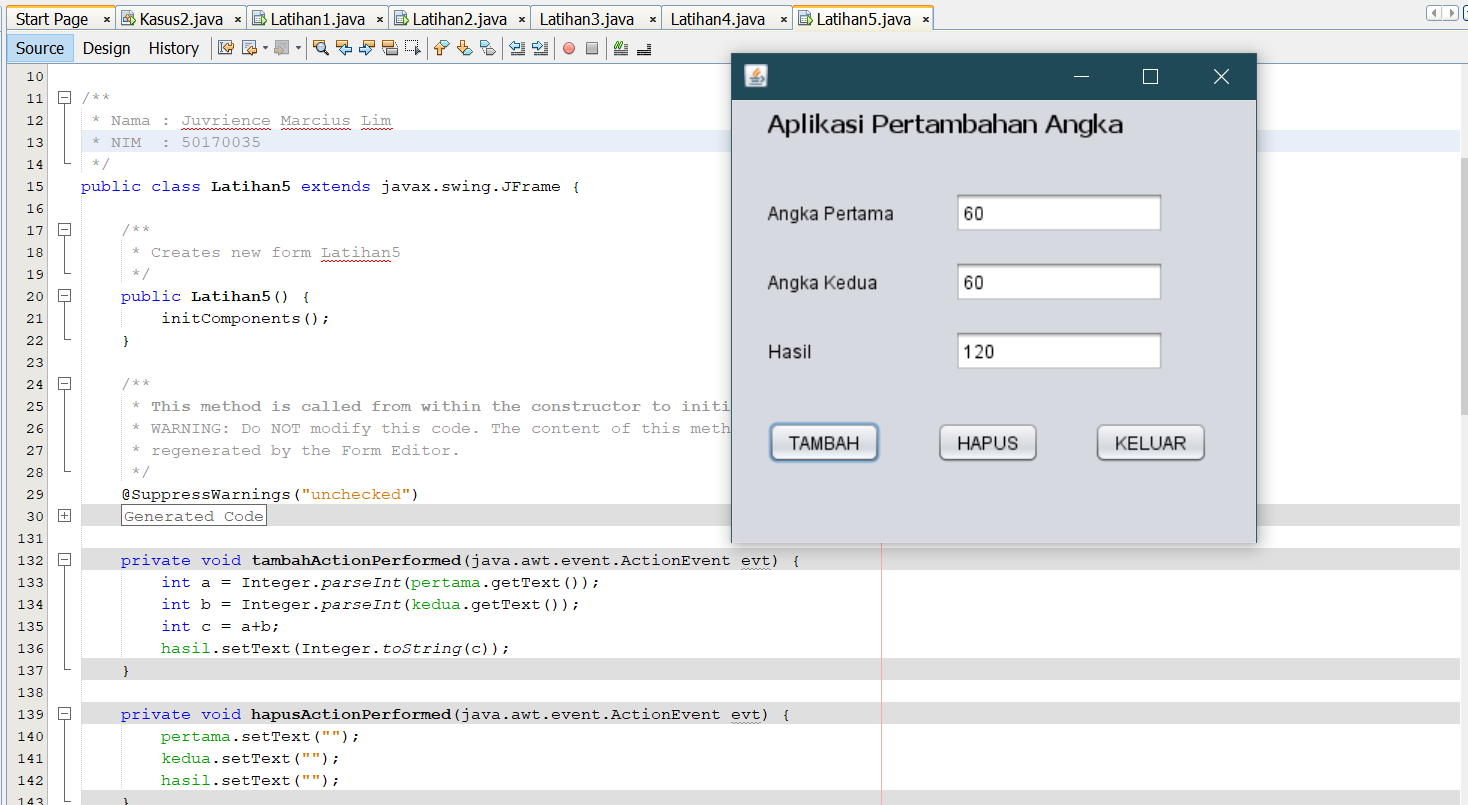 Start Page Kasus2.java Latihan1.java Latihan2.java Latihan3.java Latihan4.java Latihan5.java
Source Design History
10
11 /**
12 * Nama : Juvrience Marcius Lim
13 * NIM : 50170035
14 */
15 public class Latihan5 extends javax.swing.JFrame {
16
17 /**
18 * Creates new form Latihan5
19 */
20 public Latihan5() {
21 initComponents();
22 }
23
24 /**
25 * This method is called from within the constructor to initi
26 * WARNING: Do NOT modify this code. The content of this meth
27 * regenerated by the Form Editor.
28 */
29 @SuppressWarnings("unchecked")
30 Generated Code
131
132 private void tambahActionPerformed(java.awt.event.ActionEvent evt) {
133 int a = Integer.parseInt(pertama.getText());
134 int b = Integer.parseInt(kedua.getText());
135 int c = a+b;
136 hasil.setText(Integer.toString(c));
137 }
138
139 private void hapusActionPerformed(java.awt.event.ActionEvent evt) {
140 pertama.setText("");
141 kedua.setText("");
142 hasil.setText("");
143 }
Aplikasi Pertambahan Angka
Angka Pertama 60
Angka Kedua 60
Hasil 120
TAMBAH HAPUS KELUAR